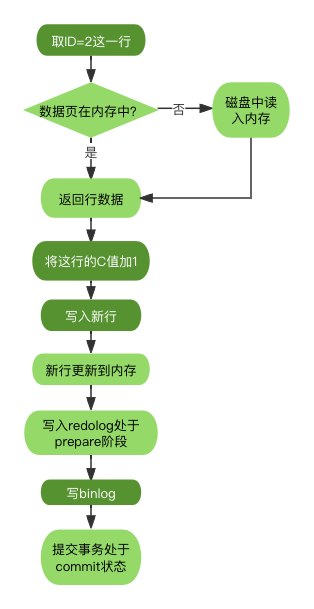 取ID=2这一行
数据页在内存中?
否
磁盘中读
入内存
是
返回行数据
将这行的C值加1
写入新行
新行更新到内存
写入redolog处于
prepare阶段
写binlog
提交事务处于
commit状态